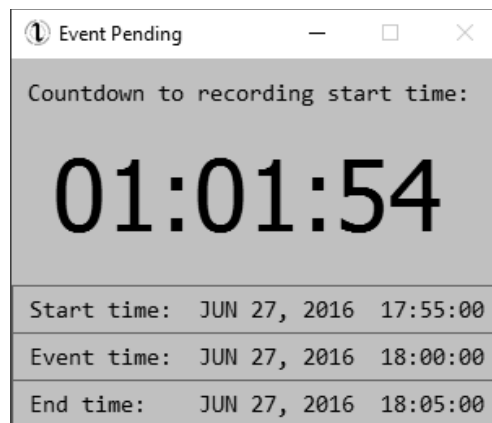 Event Pending
Countdown to recording start time:
01:01:54
Start time: JUN 27, 2016 17:55:00
Event time: JUN 27, 2016 18:00:00
End time: JUN 27, 2016 18:05:00